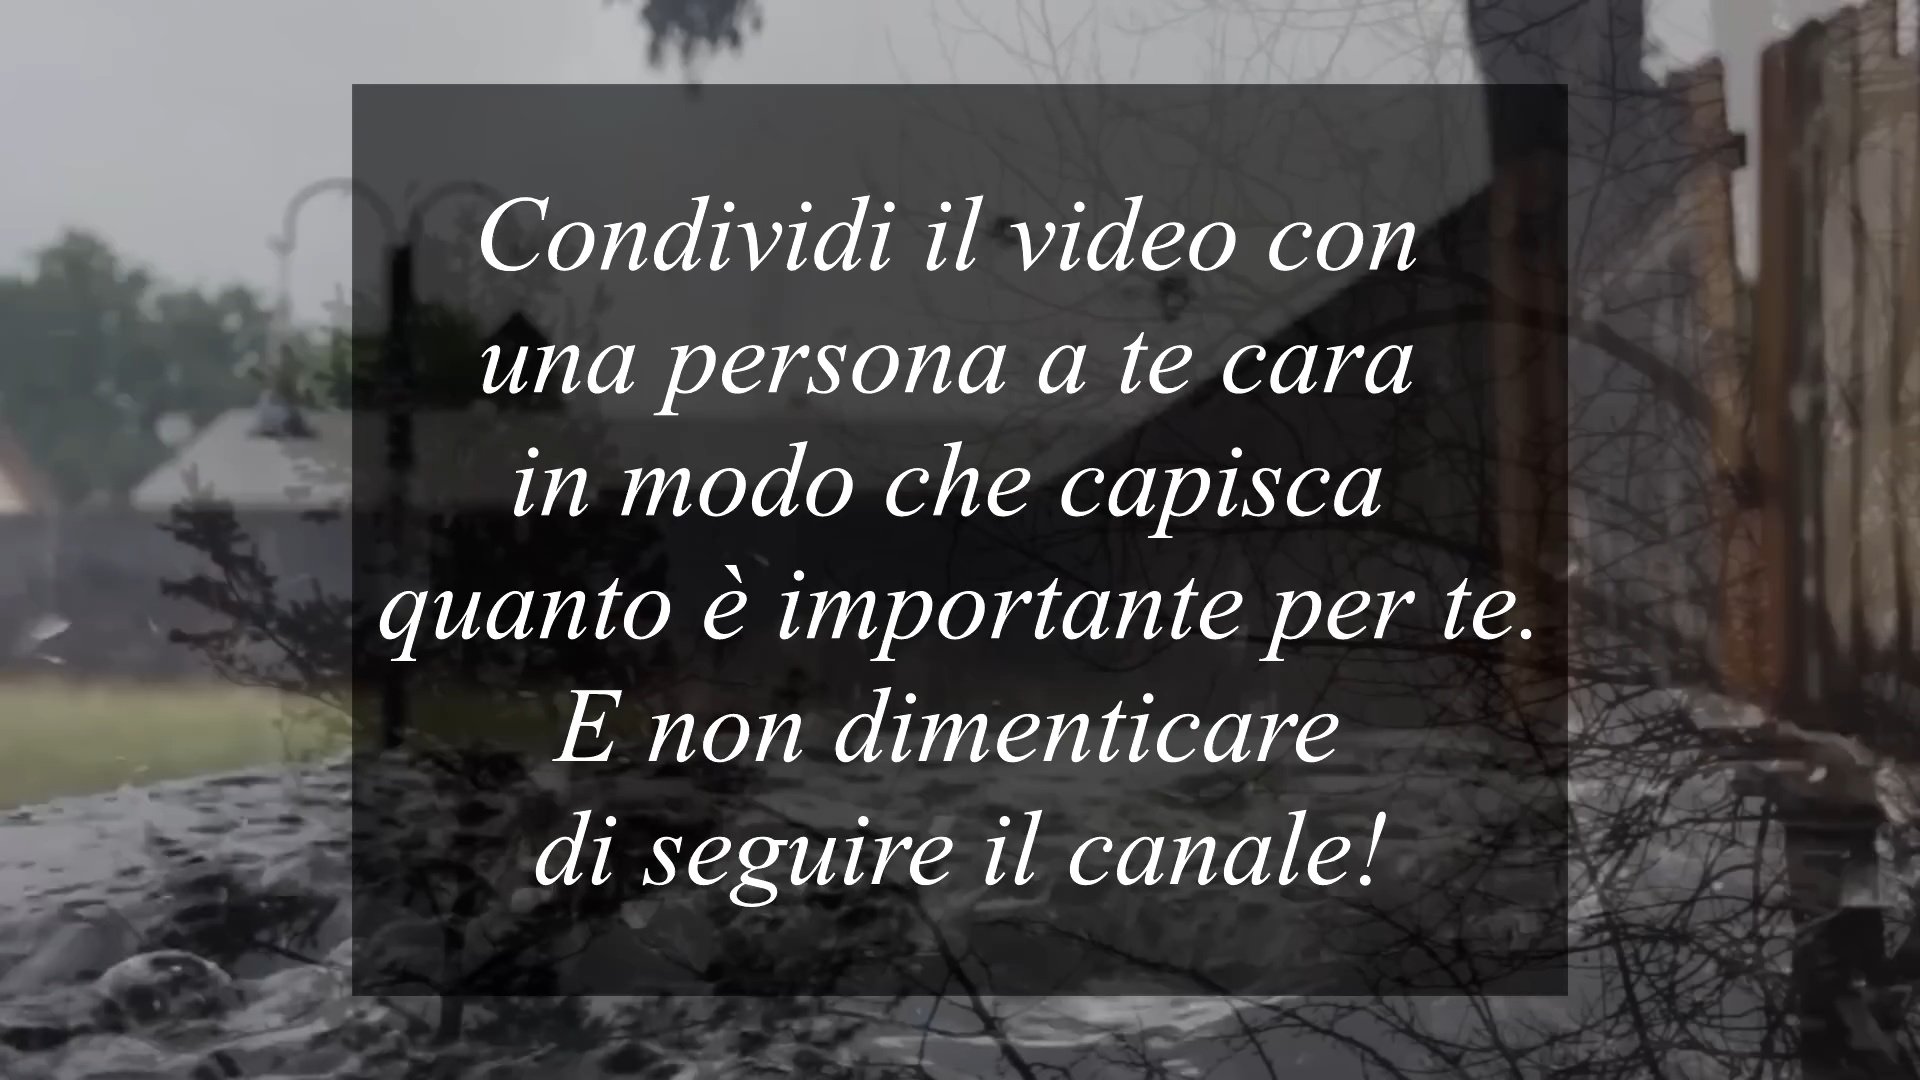 Condividi il video con
una persona a te cara
in modo che capisca
quanto è importante per te.
E non dimenticare
di seguire il canale!